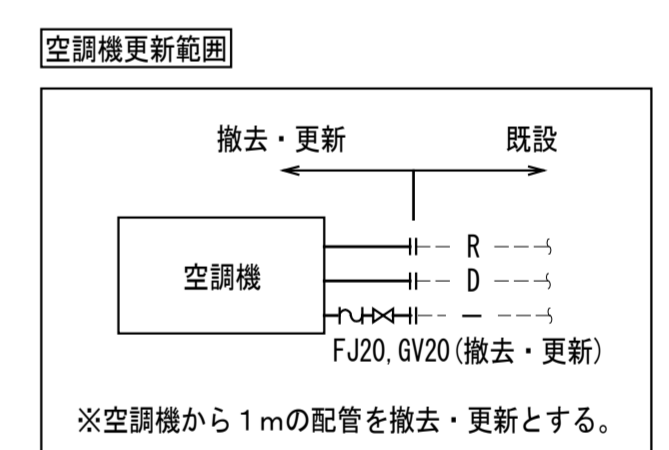 空調機更新範囲
撤去・更新 既設
R
空調機 D
－
FJ20,GV20(撤去・更新)
※空調機から１ｍの配管を撤去・更新とする。